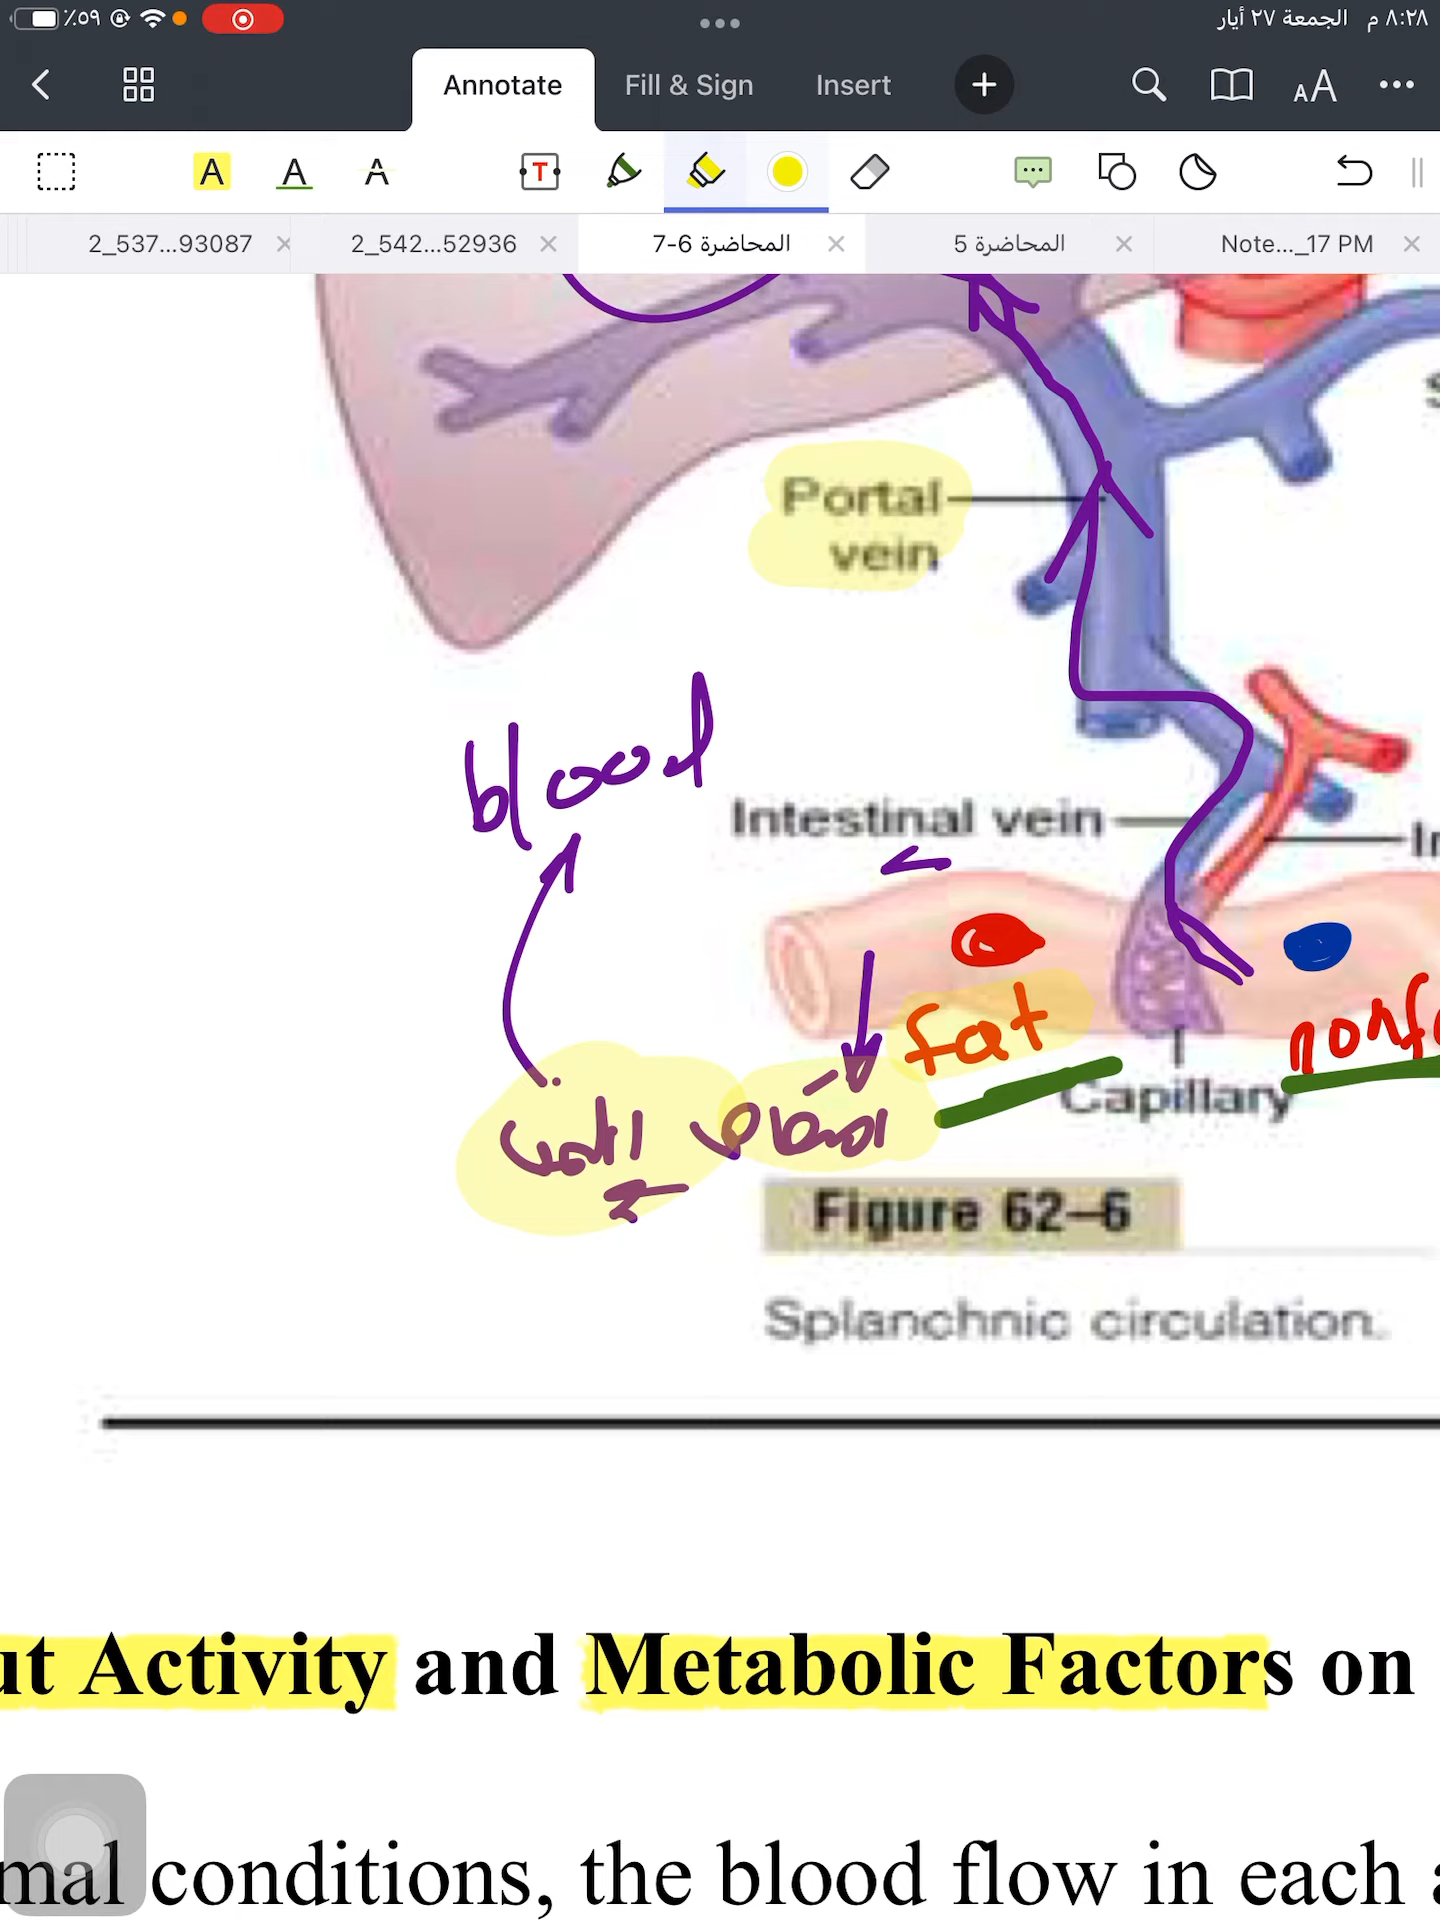 ٪٥٩
الجمعة ٢٧ أيار ٨:٢٨ م
Annotate Fill & Sign Insert
AA
A A A T
2_537...93087 2_542...52936 المحاضرة 6-7 المحاضرة 5 Note..._17 PM
Portal
vein
blood
Intestinal vein
fat
Capillary
Figure 62–6
Splanchnic circulation.
ut Activity and Metabolic Factors on
mal conditions, the blood flow in each